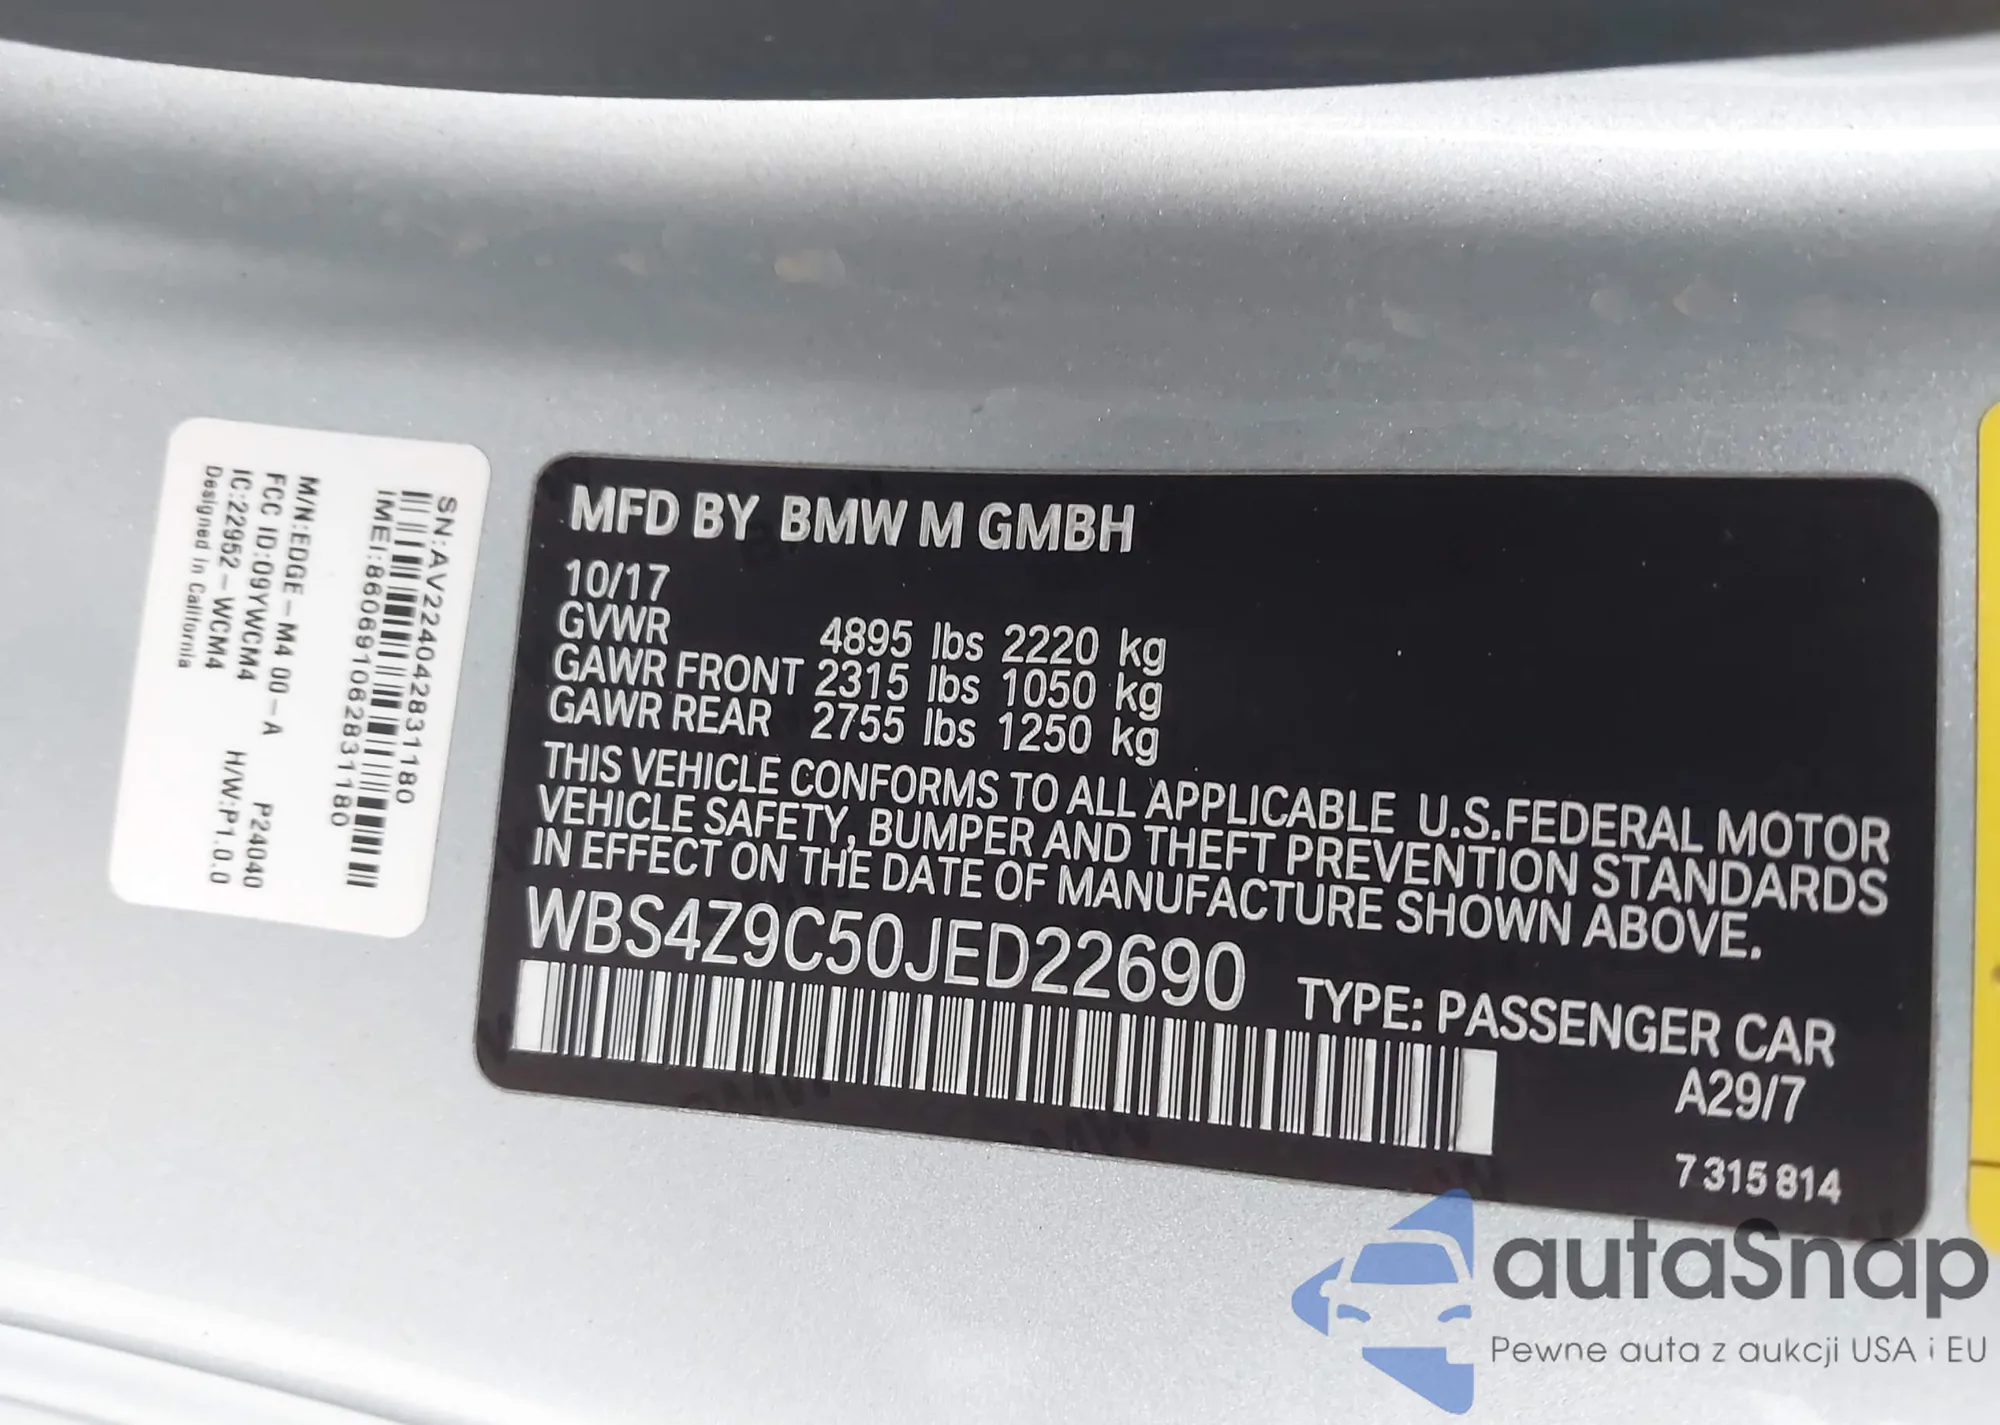 SN:AV224042831180
IMEI:860691062831180
M/N:EDGE-M4 00-A
FCC ID:09YWCM4 P24040
IC:22952-WCM4 H/W:P1.0.0
Designed in California
MFD BY BMW M GMBH
10/17
GVWR 4895 lbs 2220 kg
GAWR FRONT 2315 lbs 1050 kg
GAWR REAR 2755 lbs 1250 kg
THIS VEHICLE CONFORMS TO ALL APPLICABLE U.S.FEDERAL MOTOR
VEHICLE SAFETY, BUMPER AND THEFT PREVENTION STANDARDS
IN EFFECT ON THE DATE OF MANUFACTURE SHOWN ABOVE.
WBS4Z9C50JED22690
TYPE: PASSENGER CAR
A29/7
7 315 814
autaSnap
Pewne auta z aukcji USA i EU